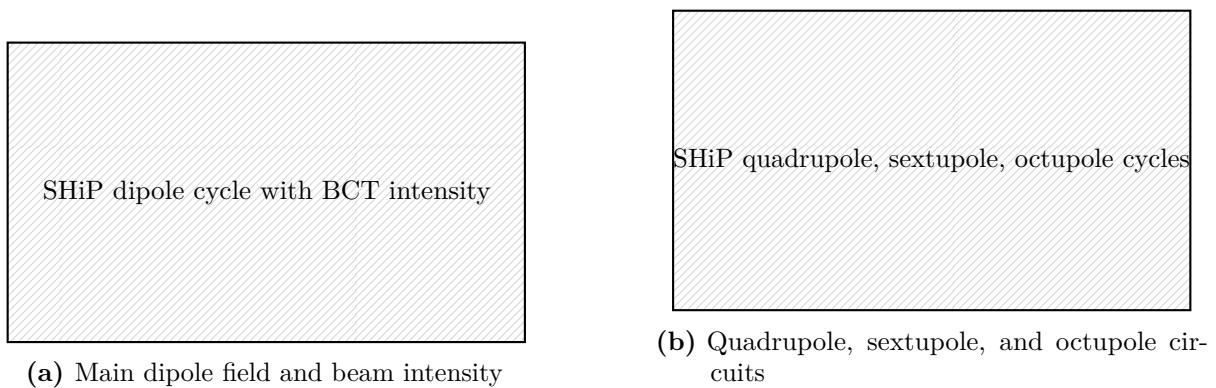 SHiP dipole cycle with BCT intensity
(a) Main dipole field and beam intensity
SHiP quadrupole, sextupole, octupole cycles
(b) Quadrupole, sextupole, and octupole cir-
cuits